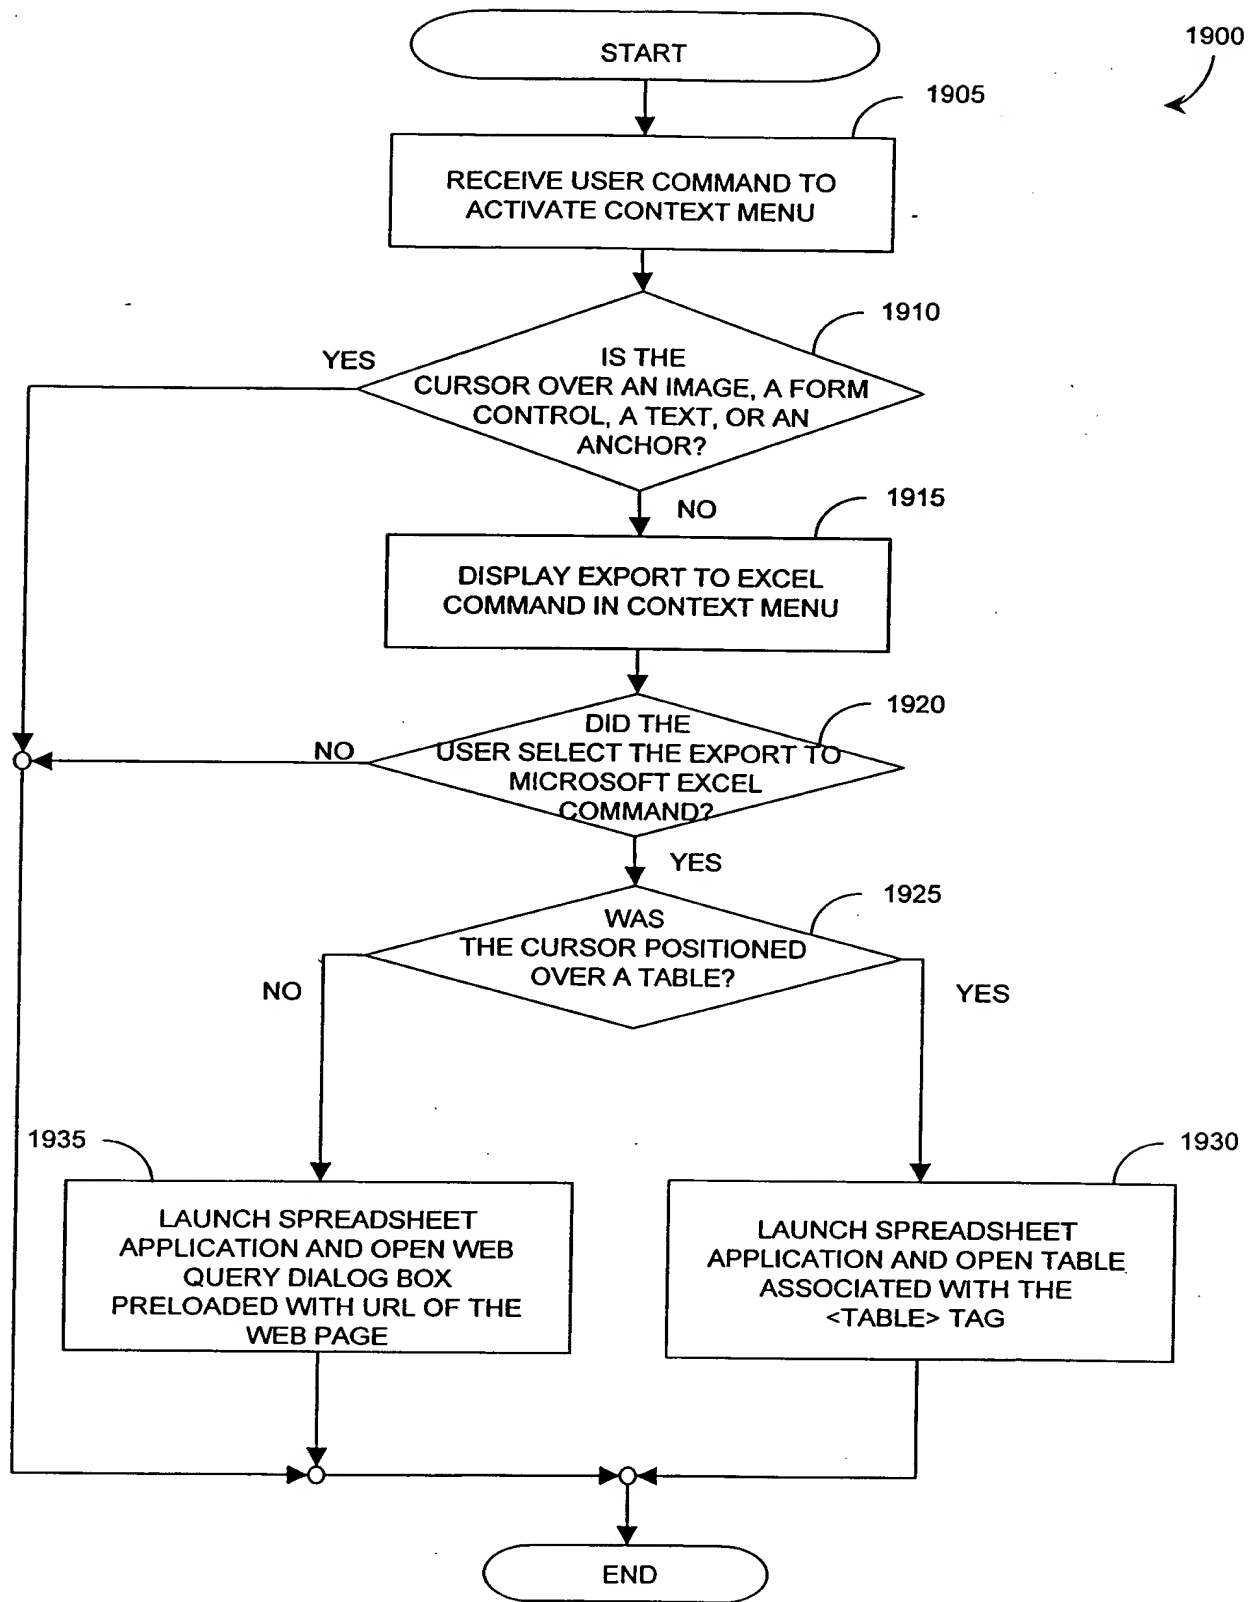 START
1900
1905
RECEIVE USER COMMAND TO
ACTIVATE CONTEXT MENU
1910
YES
IS THE
CURSOR OVER AN IMAGE, A FORM
CONTROL, A TEXT, OR AN
ANCHOR?
NO
1915
DISPLAY EXPORT TO EXCEL
COMMAND IN CONTEXT MENU
1920
NO
DID THE
USER SELECT THE EXPORT TO
MICROSOFT EXCEL
COMMAND?
YES
1925
WAS
THE CURSOR POSITIONED
OVER A TABLE?
NO
YES
1935
LAUNCH SPREADSHEET
APPLICATION AND OPEN WEB
QUERY DIALOG BOX
PRELOADED WITH URL OF THE
WEB PAGE
1930
LAUNCH SPREADSHEET
APPLICATION AND OPEN TABLE
ASSOCIATED WITH THE
<TABLE> TAG
END